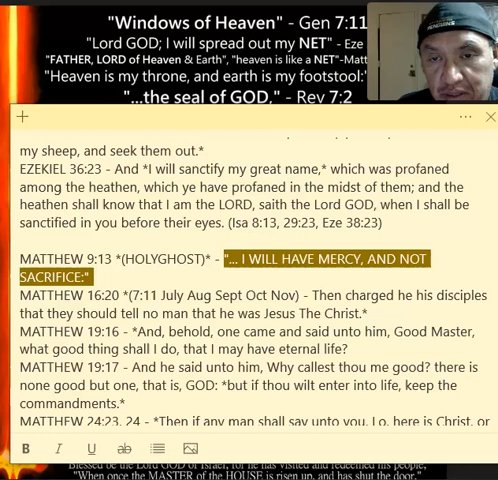 "Windows of Heaven" - Gen 7:11
"Lord GOD; I will spread out my NET" - Eze
"FATHER, LORD of Heaven & Earth", "heaven is like a NET"-Matt
"Heaven is my throne, and earth is my footstool:"
"...the seal of GOD," - Rev 7:2
my sheep, and seek them out.*
EZEKIEL 36:23 - And *I will sanctify my great name,* which was profaned
among the heathen, which ye have profaned in the midst of them; and the
heathen shall know that I am the LORD, saith the Lord GOD, when I shall be
sanctified in you before their eyes. (Isa 8:13, 29:23, Eze 38:23)
MATTHEW 9:13 *(HOLYGHOST)* - "... I WILL HAVE MERCY, AND NOT
SACRIFICE:"
MATTHEW 16:20 *(7:11 July Aug Sept Oct Nov) - Then charged he his disciples
that they should tell no man that he was Jesus The Christ.*
MATTHEW 19:16 - *And, behold, one came and said unto him, Good Master,
what good thing shall I do, that I may have eternal life?
MATTHEW 19:17 - And he said unto him, Why callest thou me good? there is
none good but one, that is, GOD: *but if thou wilt enter into life, keep the
commandments.*
MATTHEW 24:23, 24 - *Then if any man shall say unto you, Lo, here is Christ, or
B I U ab
Blessed be the Lord GOD of Israel, for he has visited and redeemed his people,
"When once the MASTER of the HOUSE is risen up, and has shut the door,"